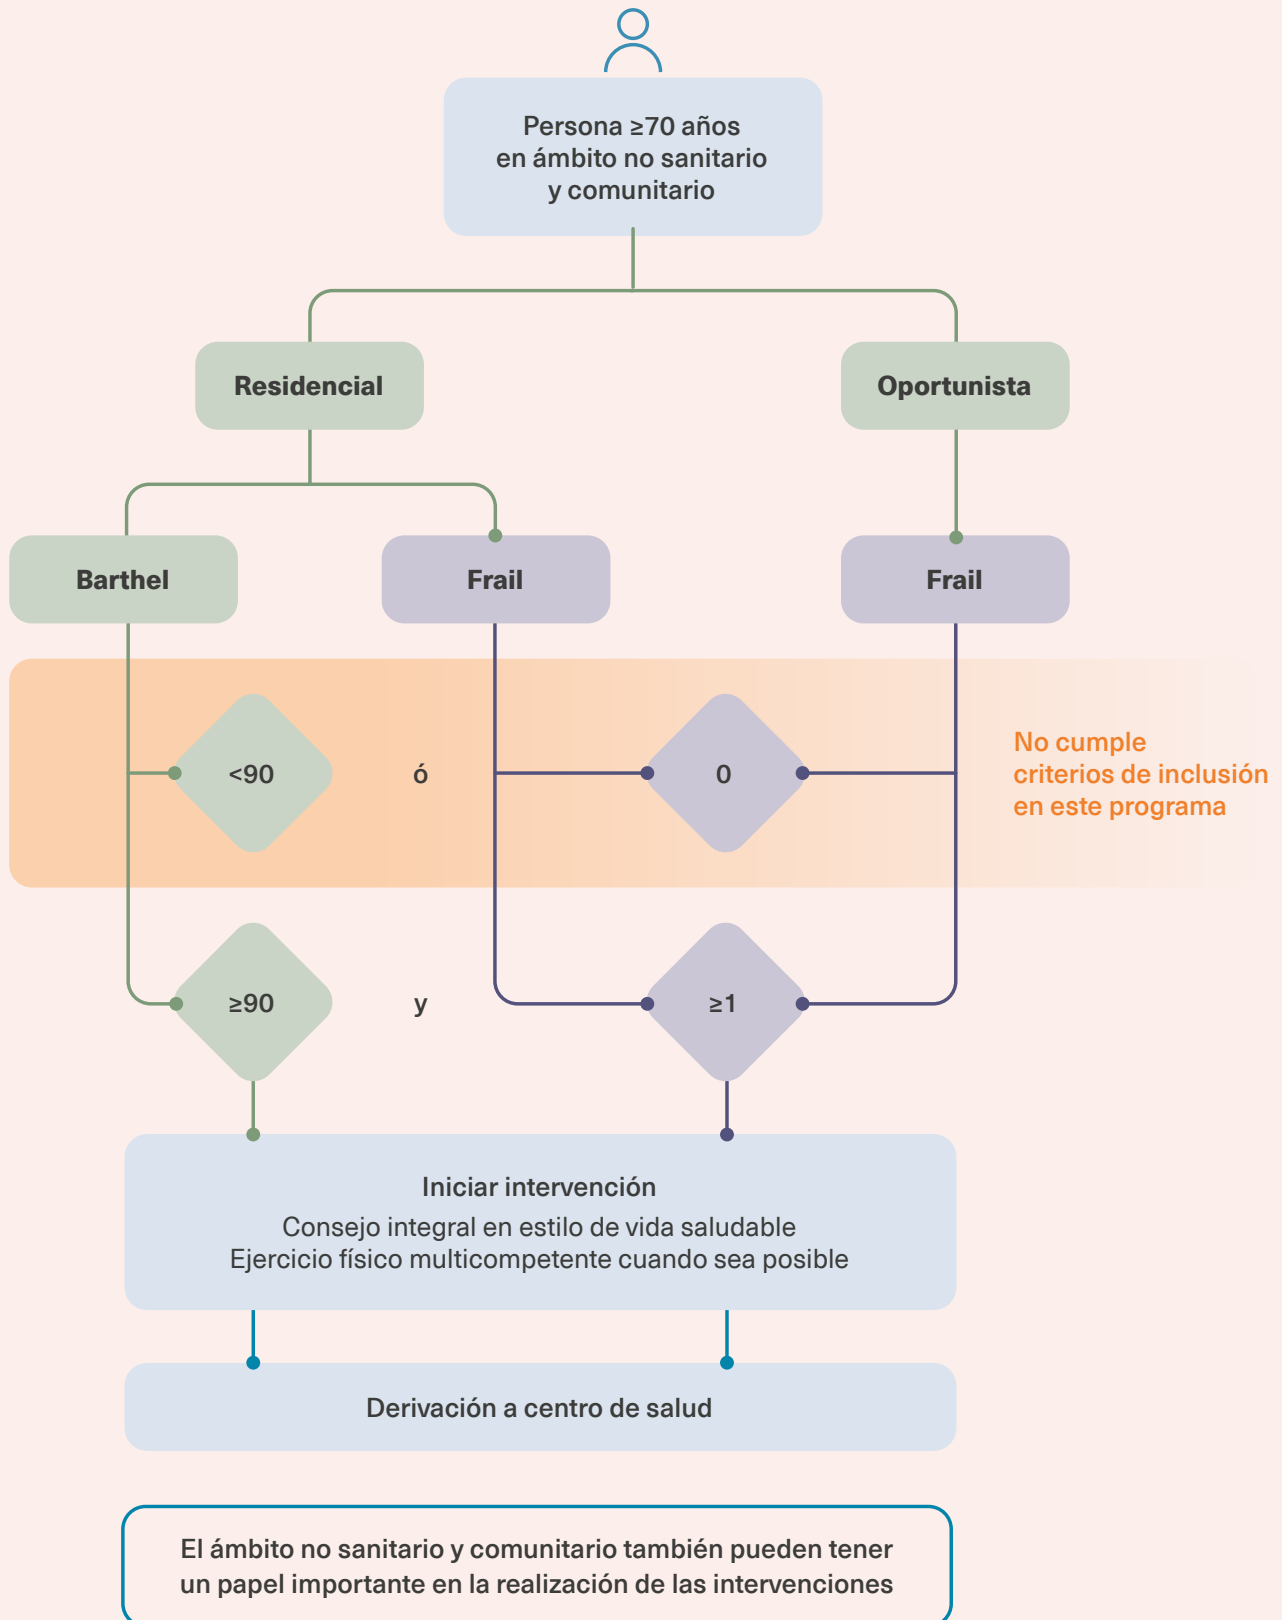 Persona ≥70 años
en ámbito no sanitario
y comunitario
Residencial
Oportunista
Barthel
Frail
Frail
<90
ó
0
No cumple
criterios de inclusión
en este programa
≥90
y
≥1
Iniciar intervención
Consejo integral en estilo de vida saludable
Ejercicio físico multicompetente cuando sea posible
Derivación a centro de salud
El ámbito no sanitario y comunitario también pueden tener
un papel importante en la realización de las intervenciones